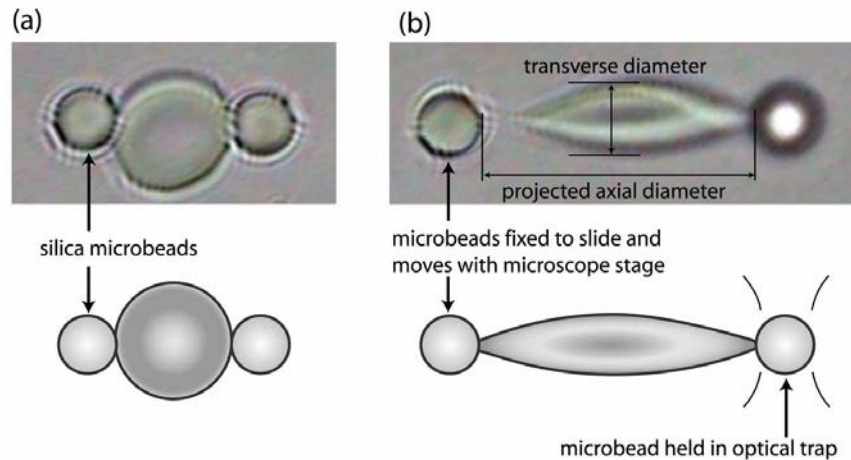 (a)
(b)
transverse diameter
projected axial diameter
silica microbeads
microbeads fixed to slide and
moves with microscope stage
microbead held in optical trap